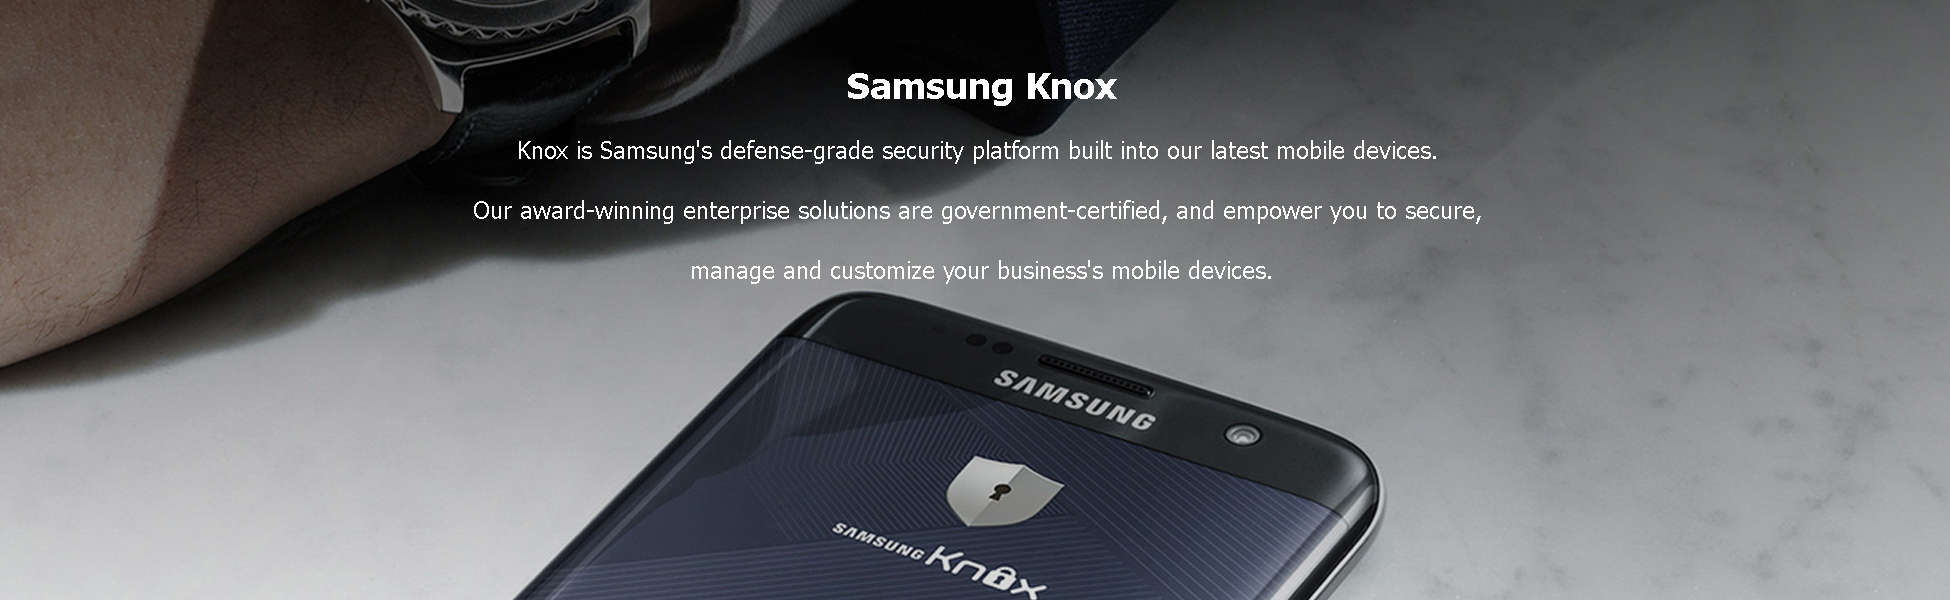 Samsung Knox
Knox is Samsung's defense-grade security platform built into our latest mobile devices.
Our award-winning enterprise solutions are government-certified, and empower you to secure,
manage and customize your business's mobile devices.
SAMSUNG
SAMSUNG Knox